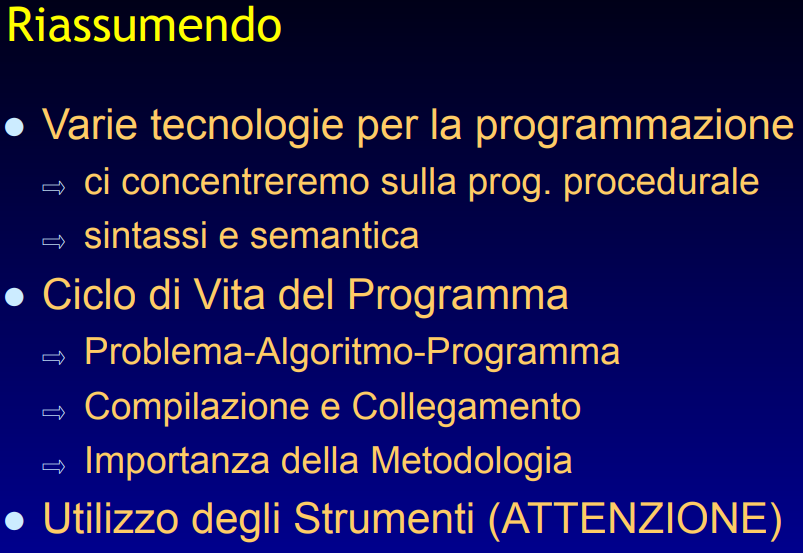 Riassumendo
● Varie tecnologie per la programmazione
⇨ ci concentreremo sulla prog. procedurale
⇨ sintassi e semantica
● Ciclo di Vita del Programma
⇨ Problema-Algoritmo-Programma
⇨ Compilazione e Collegamento
⇨ Importanza della Metodologia
● Utilizzo degli Strumenti (ATTENZIONE)